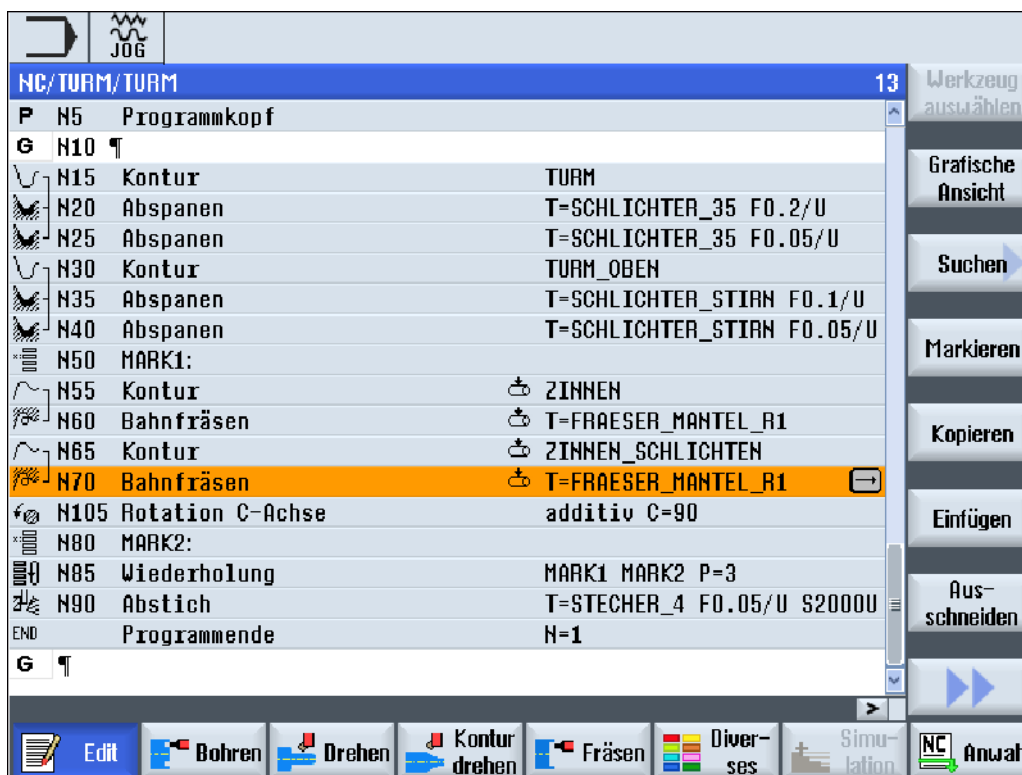 JOG
NC/TURM/TURM 13
P N5 Programmkopf
G N10 ¶
N15 Kontur TURM
N20 Abspanen T=SCHLICHTER_35 F0.2/U
N25 Abspanen T=SCHLICHTER_35 F0.05/U
N30 Kontur TURM_OBEN
N35 Abspanen T=SCHLICHTER_STIRN F0.1/U
N40 Abspanen T=SCHLICHTER_STIRN F0.05/U
N50 MARK1:
N55 Kontur ZINNEN
N60 Bahnfräsen T=FRAESER_MANTEL_R1
N65 Kontur ZINNEN_SCHLICHTEN
N70 Bahnfräsen T=FRAESER_MANTEL_R1
N105 Rotation C-Achse additiv C=90
N80 MARK2:
N85 Wiederholung MARK1 MARK2 P=3
N90 Abstich T=STECHER_4 F0.05/U S2000U
END Programmende N=1
G ¶
Werkzeug
auswählen
Grafische
Ansicht
Suchen
Markieren
Kopieren
Einfügen
Aus-
schneiden
Edit
Bohren
Drehen
Kontur
drehen
Fräsen
Diver-
ses
Simu-
lation
NC Anwah